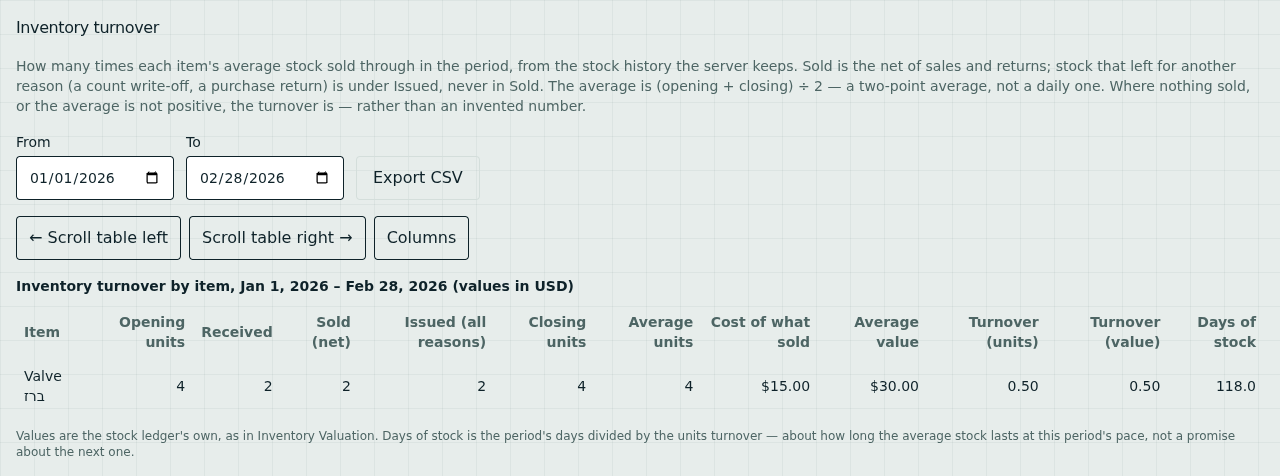 Inventory turnover
How many times each item's average stock sold through in the period, from the stock history the server keeps. Sold is the net of sales and returns; stock that left for another
reason (a count write-off, a purchase return) is under Issued, never in Sold. The average is (opening + closing) ÷ 2 — a two-point average, not a daily one. Where nothing sold,
or the average is not positive, the turnover is — rather than an invented number.
From To
01/01/2026 02/28/2026 Export CSV
← Scroll table left Scroll table right → Columns
Inventory turnover by item, Jan 1, 2026 – Feb 28, 2026 (values in USD)
Item Opening units Received Sold (net) Issued (all reasons) Closing units Average units Cost of what sold Average value Turnover (units) Turnover (value) Days of stock
Valve ברז 4 2 2 2 4 4 $15.00 $30.00 0.50 0.50 118.0
Values are the stock ledger's own, as in Inventory Valuation. Days of stock is the period's days divided by the units turnover — about how long the average stock lasts at this period's pace, not a promise
about the next one.